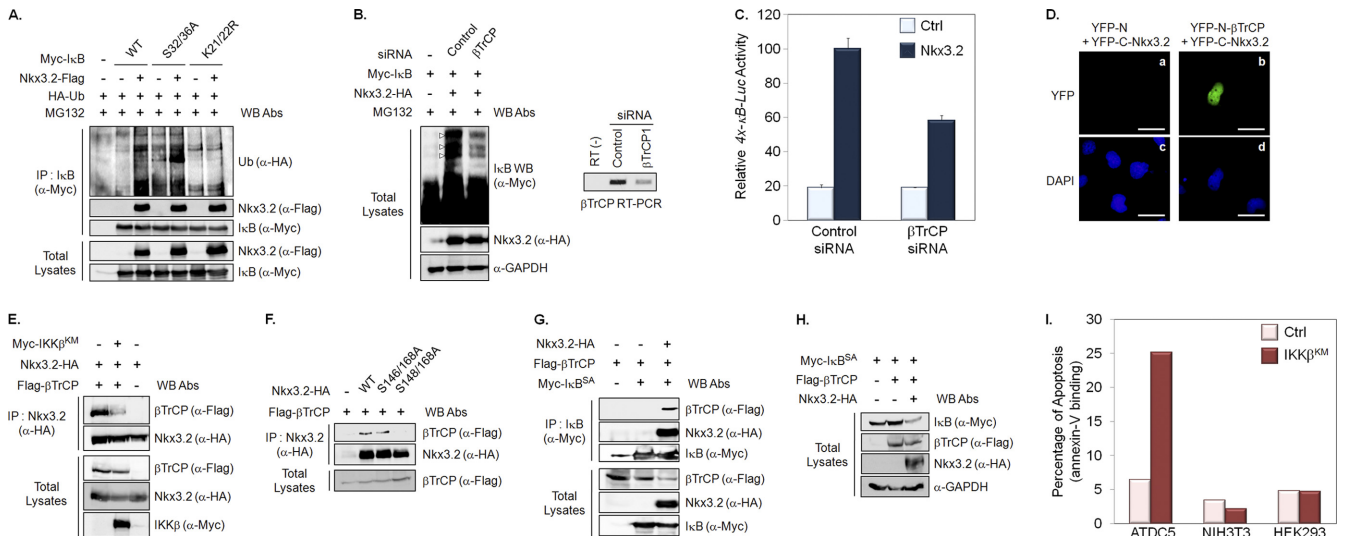 A.
WT
S32/36A
K21/22R
Myc-IκB - 
Nkx3.2-Flag - - + - + - +
HA-Ub + + + + + + +
MG132 + + + + + + + WB Abs
IP : IκB
(α-Myc)
Ub (α-HA)
Nkx3.2 (α-Flag)
IκB (α-Myc)
Total
Lysates
Nkx3.2 (α-Flag)
IκB (α-Myc)
B.
siRNA - Control βTrCP
Myc-IκB + + +
Nkx3.2-HA - + +
MG132 + + + WB Abs
Total
Lysates
IκB WB
(α-Myc)
Nkx3.2 (α-HA)
α-GAPDH
siRNA
RT (-)
Control
βTrCP1
βTrCP RT-PCR
C.
Ctrl
Nkx3.2
Relative 4x-κB-Luc Activity
120
100
80
60
40
20
0
Control
siRNA
βTrCP
siRNA
D.
YFP-N
+ YFP-C-Nkx3.2
YFP-N-βTrCP
+ YFP-C-Nkx3.2
YFP
a
b
DAPI
c
d
E.
Myc-IKKβKM - + -
Nkx3.2-HA + + +
Flag-βTrCP + + - WB Abs
IP : Nkx3.2
(α-HA)
βTrCP (α-Flag)
Nkx3.2 (α-HA)
Total
Lysates
βTrCP (α-Flag)
Nkx3.2 (α-HA)
IKKβ (α-Myc)
F.
Nkx3.2-HA - WT S146/168A S148/168A
Flag-βTrCP + + + + WB Abs
IP : Nkx3.2
(α-HA)
βTrCP (α-Flag)
Nkx3.2 (α-HA)
Total
Lysates
βTrCP (α-Flag)
G.
Nkx3.2-HA - - +
Flag-βTrCP + + +
Myc-IκBSA - + + WB Abs
IP : IκB
(α-Myc)
βTrCP (α-Flag)
Nkx3.2 (α-HA)
IκB (α-Myc)
Total
Lysates
βTrCP (α-Flag)
Nkx3.2 (α-HA)
IκB (α-Myc)
H.
Myc-IκBSA + + +
Flag-βTrCP - + +
Nkx3.2-HA - - + WB Abs
Total
Lysates
IκB (α-Myc)
βTrCP (α-Flag)
Nkx3.2 (α-HA)
α-GAPDH
I.
Ctrl
IKKβKM
Percentage of Apoptosis
(annexin-V binding)
30
25
20
15
10
5
0
ATDC5
NIH3T3
HEK293